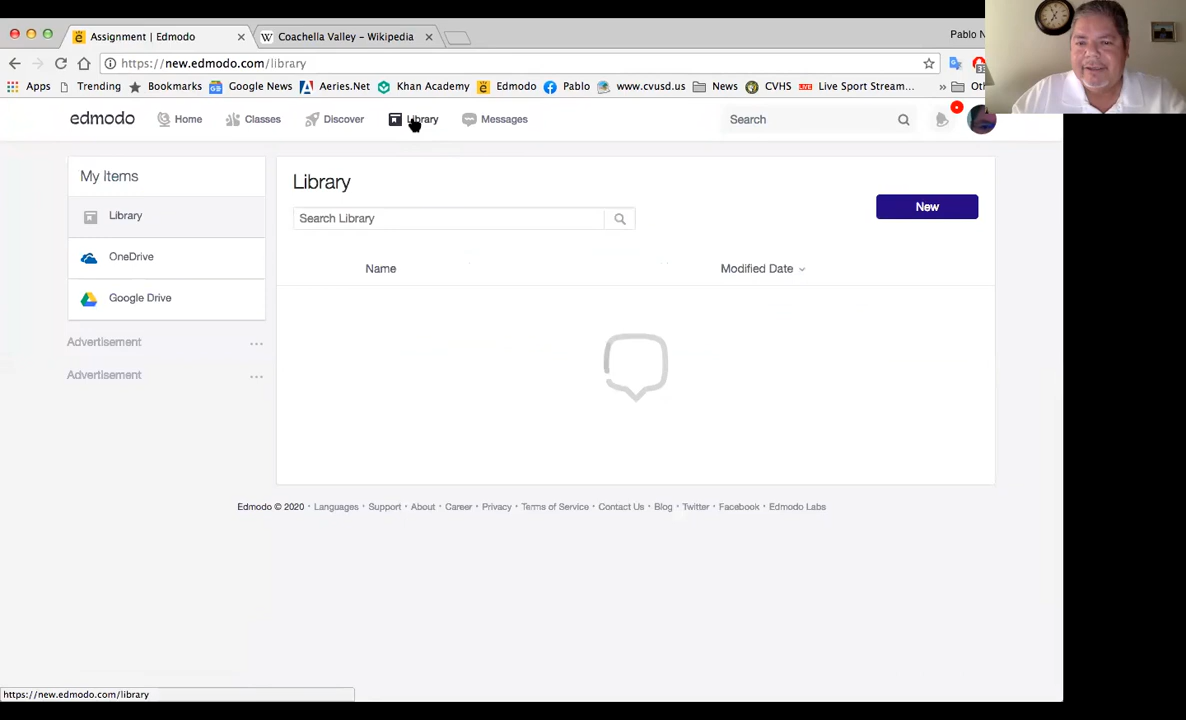 Assignment | Edmodo
Coachella Valley - Wikipedia
Pablo N
https://new.edmodo.com/library
Apps Trending Bookmarks Google News Aeries.Net Khan Academy Edmodo Pablo www.cvusd.us News CVHS LIVE Live Sport Stream... » Ot
edmodo Home Classes Discover Library Messages Search
My Items
Library
OneDrive
Google Drive
Advertisement ...
Advertisement ...
Library
Search Library
New
Name Modified Date
Edmodo © 2020 · Languages · Support · About · Career · Privacy · Terms of Service · Contact Us · Blog · Twitter · Facebook · Edmodo Labs
https://new.edmodo.com/library